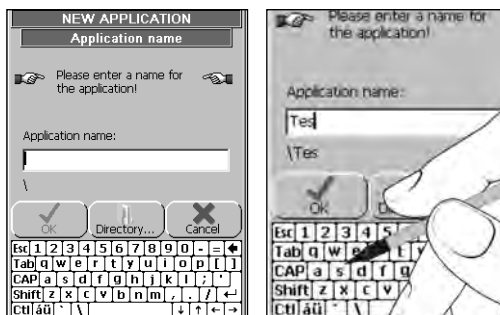 NEW APPLICATION
Application name
Please enter a name for
the application!
Application name:
\
OK
Directory...
Cancel
Esc 1 2 3 4 5 6 7 8 9 0 - = ←
Tab q w e r t y u i o p [ ]
CAP a s d f g h j k l ; '
Shift z x c v b n m , . / ↵
Ctl áü ` \ ↓ ↑ ← →
Please enter a name for
the application!
Application name:
Tes
\Tes
OK
Esc 1 2 3 4 5
Tab q w e t
CAP a s d f g
Shift z x c v
Ctl áü ` \